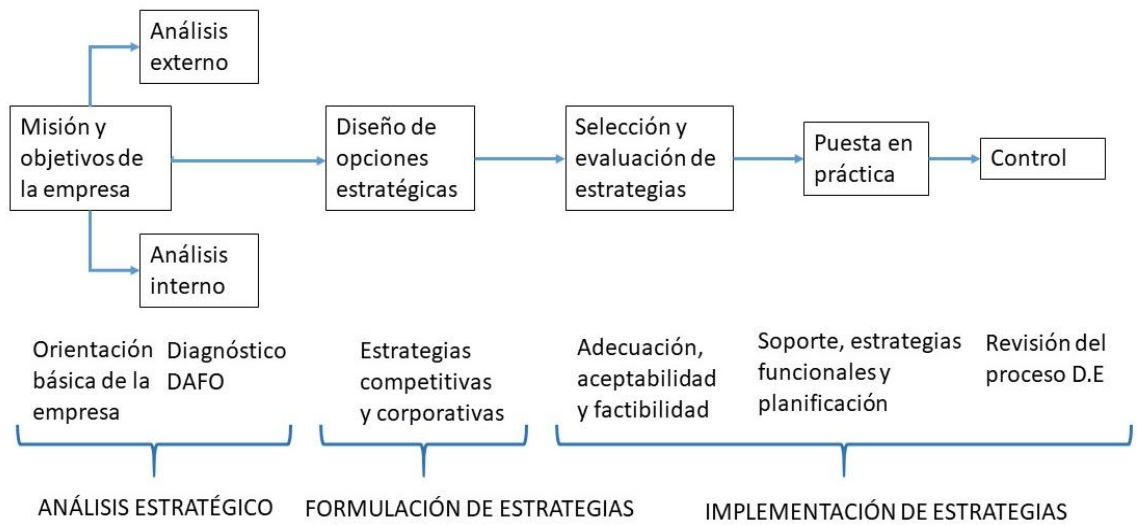 Análisis
externo
Misión y
objetivos de
la empresa
Diseño de
opciones
estratégicas
Selección y
evaluación de
estrategias
Puesta en
práctica
Control
Análisis
interno
Orientación
básica de la
empresa
Diagnóstico
DAFO
Estrategias
competitivas
y corporativas
Adecuación,
aceptabilidad
y factibilidad
Soporte, estrategias
funcionales y
planificación
Revisión del
proceso D.E
ANÁLISIS ESTRATÉGICO
FORMULACIÓN DE ESTRATEGIAS
IMPLEMENTACIÓN DE ESTRATEGIAS